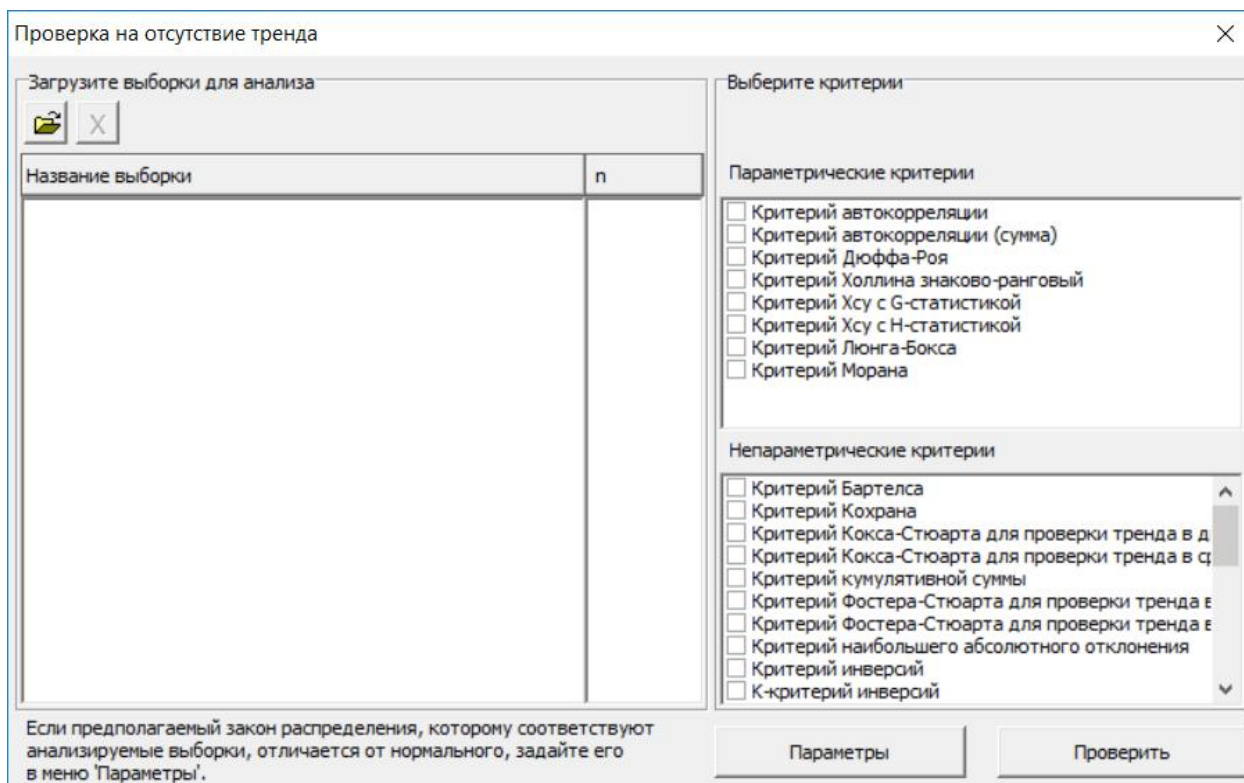 Проверка на отсутствие тренда
Загрузите выборки для анализа
X
Название выборки
n
Выберите критерии
Параметрические критерии
Критерий автокорреляции
Критерий автокорреляции (сумма)
Критерий Дюффа-Роя
Критерий Холлина знаково-ранговый
Критерий Хсу с G-статистикой
Критерий Хсу с H-статистикой
Критерий Люнга-Бокса
Критерий Морана
Непараметрические критерии
Критерий Бартелса
Критерий Кохрана
Критерий Кокса-Стюарта для проверки тренда в д
Критерий Кокса-Стюарта для проверки тренда в ср
Критерий кумулятивной суммы
Критерий Фостера-Стюарта для проверки тренда в
Критерий Фостера-Стюарта для проверки тренда в
Критерий наибольшего абсолютного отклонения
Критерий инверсий
К-критерий инверсий
Если предполагаемый закон распределения, которому соответствуют
анализируемые выборки, отличается от нормального, задайте его
в меню 'Параметры'.
Параметры
Проверить